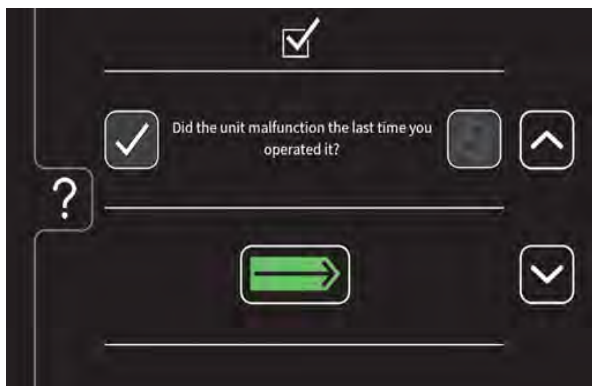 Did the unit malfunction the last time you
operated it?
?